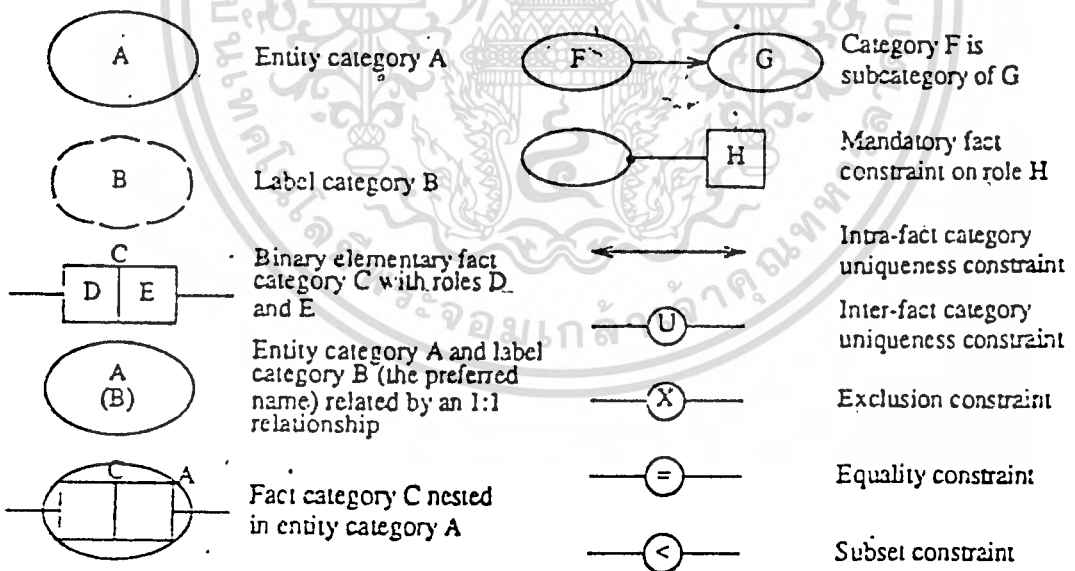 A
Entity category A
B
Label category B
C
D E
Binary elementary fact
category C with roles D
and E
A
(B)
Entity category A and label
category B (the preferred
name) related by an 1:1
relationship
C A
Fact category C nested
in entity category A
F G
Category F is
subcategory of G
H
Mandatory fact
constraint on role H
Intra-fact category
uniqueness constraint
U
Inter-fact category
uniqueness constraint
X
Exclusion constraint
=
Equality constraint
<
Subset constraint